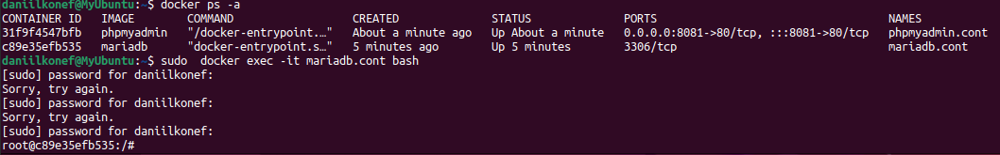 daniilkonef@MyUbuntu:~$ docker ps -a
CONTAINER ID   IMAGE        COMMAND                  CREATED              STATUS              PORTS                                   NAMES
31f9f4547bfb   phpmyadmin   "/docker-entrypoint.…"   About a minute ago   Up About a minute   0.0.0.0:8081->80/tcp, :::8081->80/tcp   phpmyadmin.cont
c89e35efb535   mariadb      "docker-entrypoint.s…"   5 minutes ago        Up 5 minutes        3306/tcp                                mariadb.cont
daniilkonef@MyUbuntu:~$ sudo  docker exec -it mariadb.cont bash
[sudo] password for daniilkonef:
Sorry, try again.
[sudo] password for daniilkonef:
Sorry, try again.
[sudo] password for daniilkonef:
root@c89e35efb535:/#